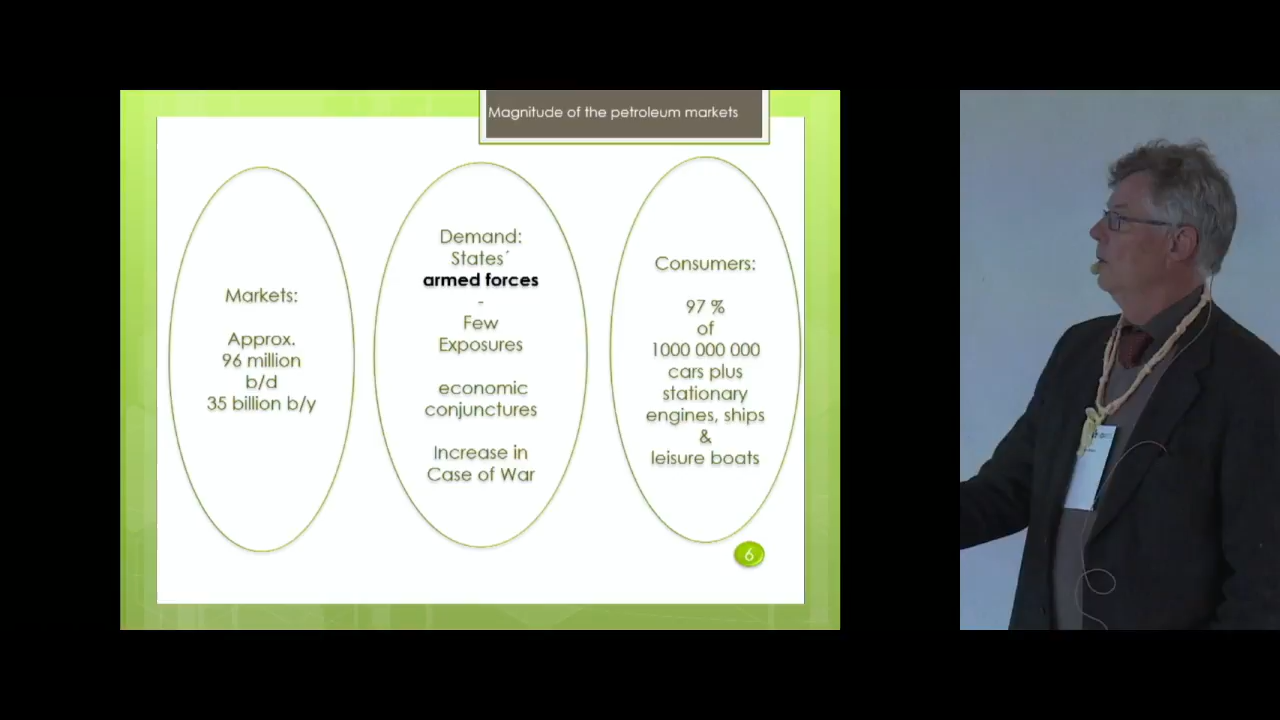 Magnitude of the petroleum markets
Markets:
Approx.
96 million
b/d
35 billion b/y
Demand:
States´
armed forces
-
Few
Exposures
economic
conjunctures
Increase in
Case of War
Consumers:
97 %
of
1000 000 000
cars plus
stationary
engines, ships
&
leisure boats
6